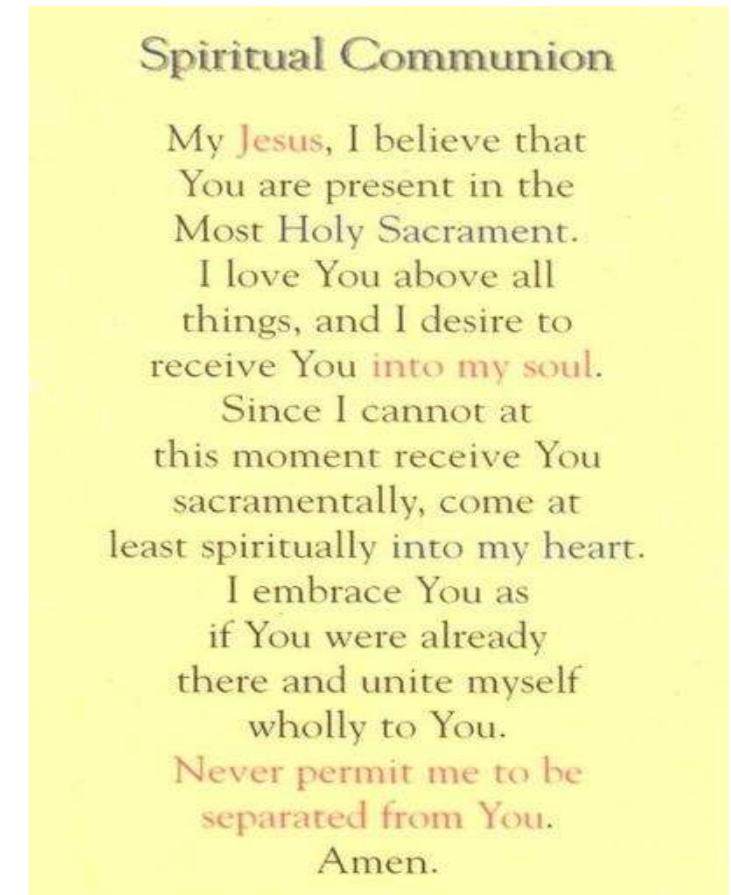 Spiritual Communion
My Jesus, I believe that
You are present in the
Most Holy Sacrament.
I love You above all
things, and I desire to
receive You into my soul.
Since I cannot at
this moment receive You
sacramentally, come at
least spiritually into my heart.
I embrace You as
if You were already
there and unite myself
wholly to You.
Never permit me to be
separated from You.
Amen.